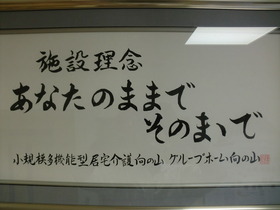 施設理念
あなたのままで
そのまゝで
小規模多機能型居宅介護向の山 グループホーム向の山